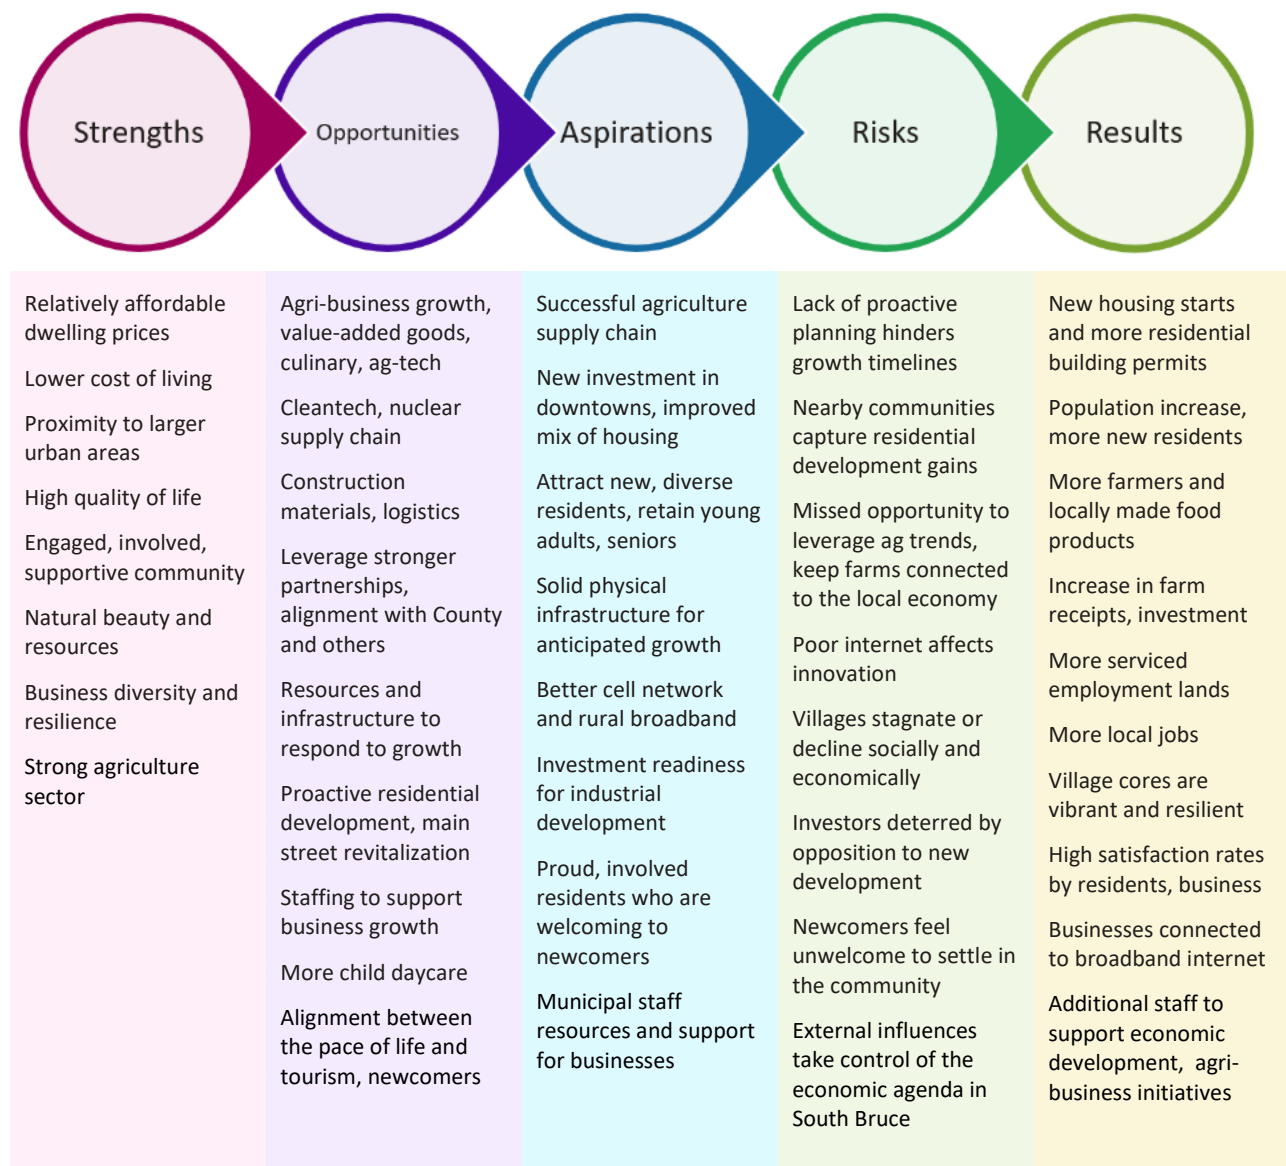 Strengths
Opportunities
Aspirations
Risks
Results
Relatively affordable
dwelling prices
Lower cost of living
Proximity to larger
urban areas
High quality of life
Engaged, involved,
supportive community
Natural beauty and
resources
Business diversity and
resilience
Strong agriculture
sector
Agri-business growth,
value-added goods,
culinary, ag-tech
Cleantech, nuclear
supply chain
Construction
materials, logistics
Leverage stronger
partnerships,
alignment with County
and others
Resources and
infrastructure to
respond to growth
Proactive residential
development, main
street revitalization
Staffing to support
business growth
More child daycare
Alignment between
the pace of life and
tourism, newcomers
Successful agriculture
supply chain
New investment in
downtowns, improved
mix of housing
Attract new, diverse
residents, retain young
adults, seniors
Solid physical
infrastructure for
anticipated growth
Better cell network
and rural broadband
Investment readiness
for industrial
development
Proud, involved
residents who are
welcoming to
newcomers
Municipal staff
resources and support
for businesses
Lack of proactive
planning hinders
growth timelines
Nearby communities
capture residential
development gains
Missed opportunity to
leverage ag trends,
keep farms connected
to the local economy
Poor internet affects
innovation
Villages stagnate or
decline socially and
economically
Investors deterred by
opposition to new
development
Newcomers feel
unwelcome to settle in
the community
External influences
take control of the
economic agenda in
South Bruce
New housing starts
and more residential
building permits
Population increase,
more new residents
More farmers and
locally made food
products
Increase in farm
receipts, investment
More serviced
employment lands
More local jobs
Village cores are
vibrant and resilient
High satisfaction rates
by residents, business
Businesses connected
to broadband internet
Additional staff to
support economic
development,  agri-
business initiatives